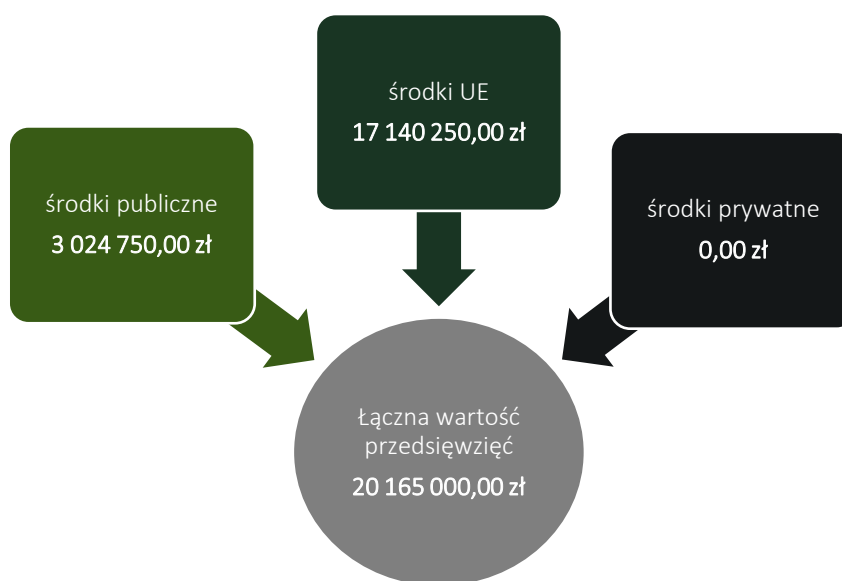 środki UE
17 140 250,00 zł
środki publiczne
3 024 750,00 zł
środki prywatne
0,00 zł
Łączna wartość
przedsięwzięć
20 165 000,00 zł